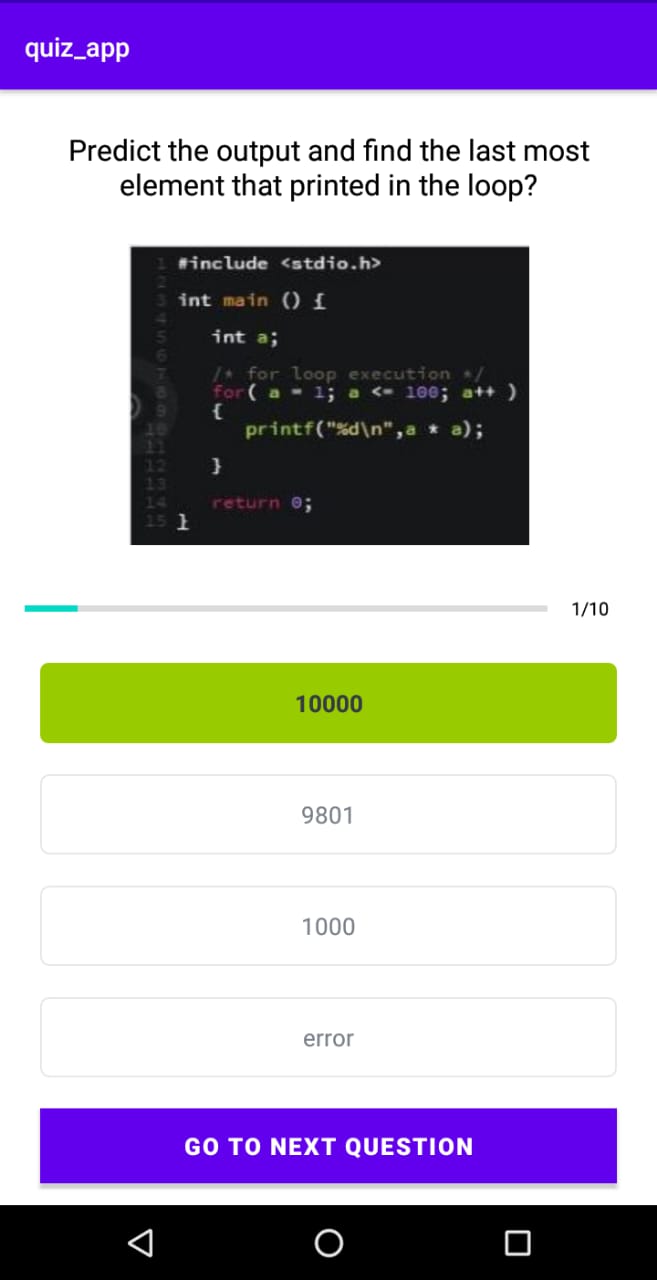 quiz_app
Predict the output and find the last most
element that printed in the loop?
1 #include <stdio.h>
2
3 int main () {
4
5 int a;
6
7 /* for loop execution */
8 for( a = 1; a <= 100; a++ )
9 {
10 printf("%d\n",a * a);
11
12 }
13
14 return 0;
15 }
1/10
10000
9801
1000
error
GO TO NEXT QUESTION